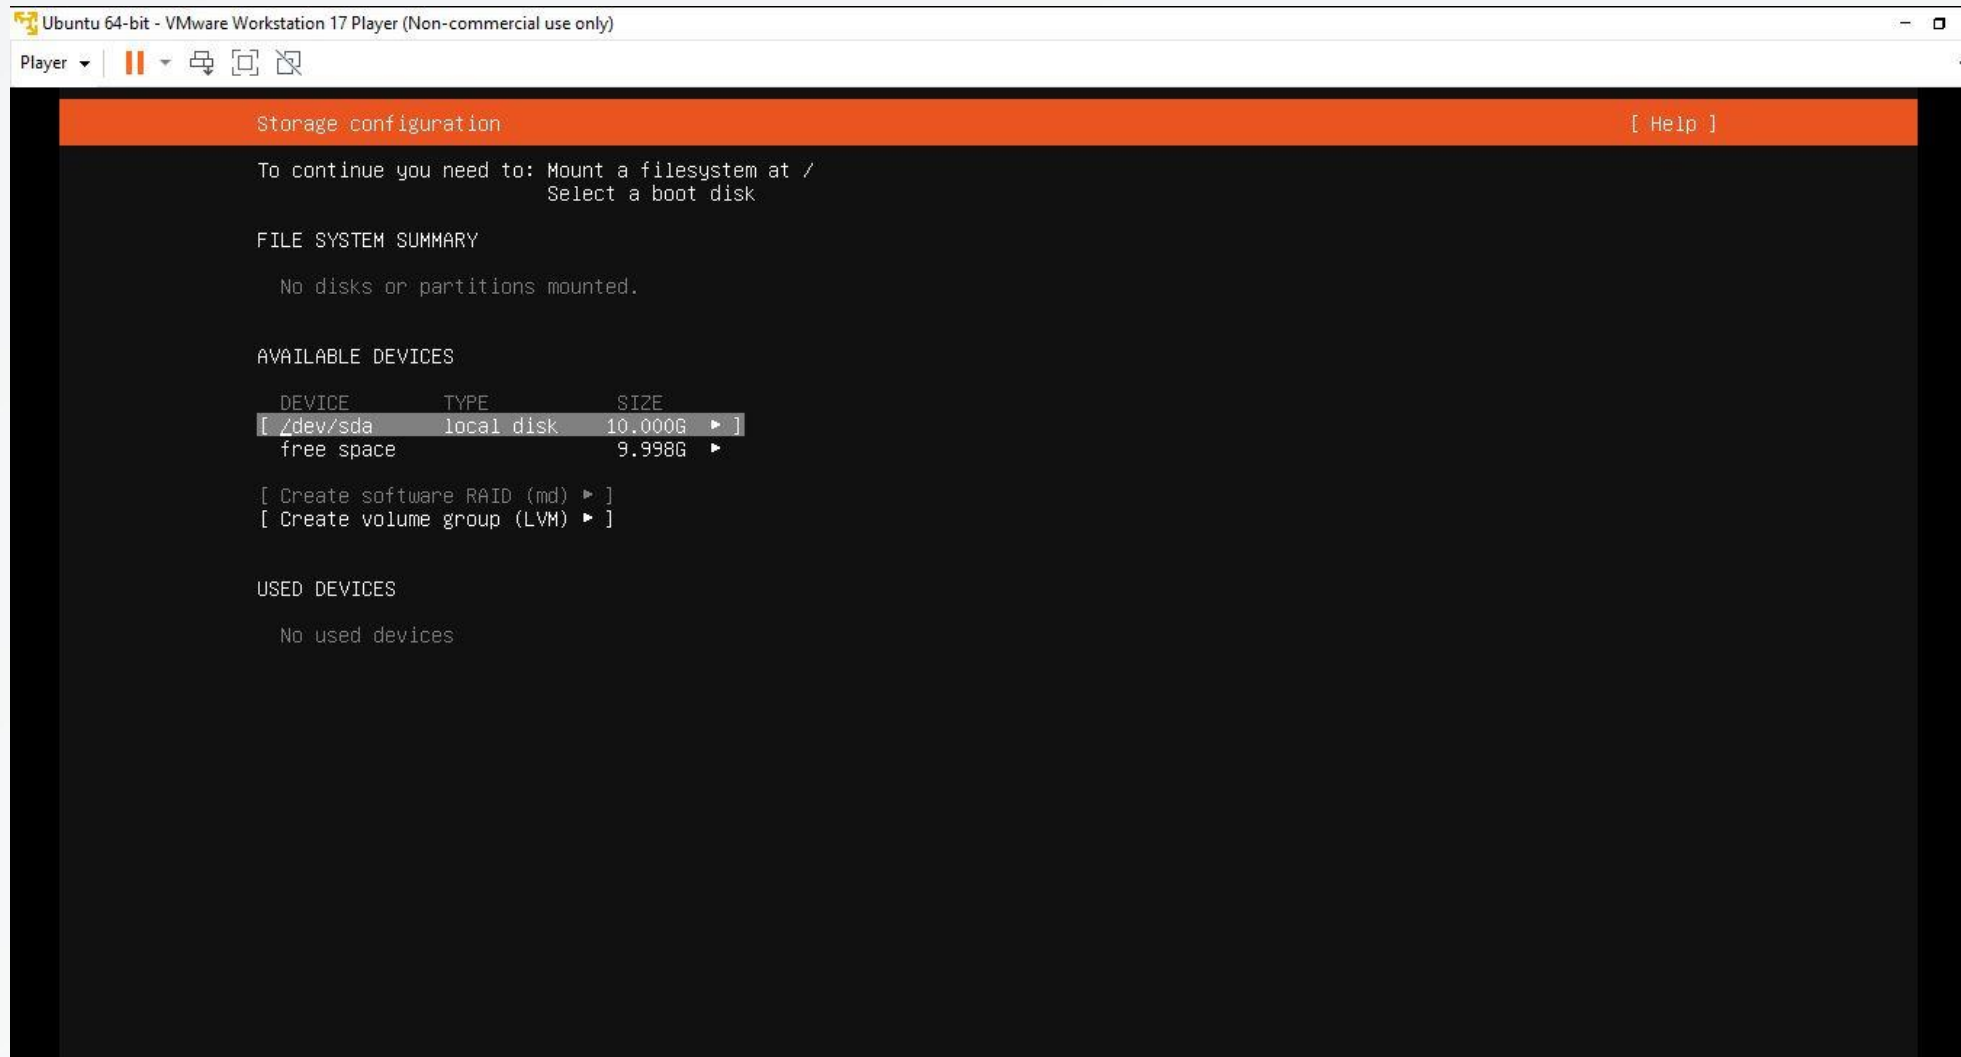 Ubuntu 64-bit - VMware Workstation 17 Player (Non-commercial use only)
Player
Storage configuration [ Help ]
To continue you need to: Mount a filesystem at /
Select a boot disk
FILE SYSTEM SUMMARY
No disks or partitions mounted.
AVAILABLE DEVICES
DEVICE TYPE SIZE
[ /dev/sda local disk 10.000G ▸ ]
free space 9.998G ▸
[ Create software RAID (md) ▸ ]
[ Create volume group (LVM) ▸ ]
USED DEVICES
No used devices